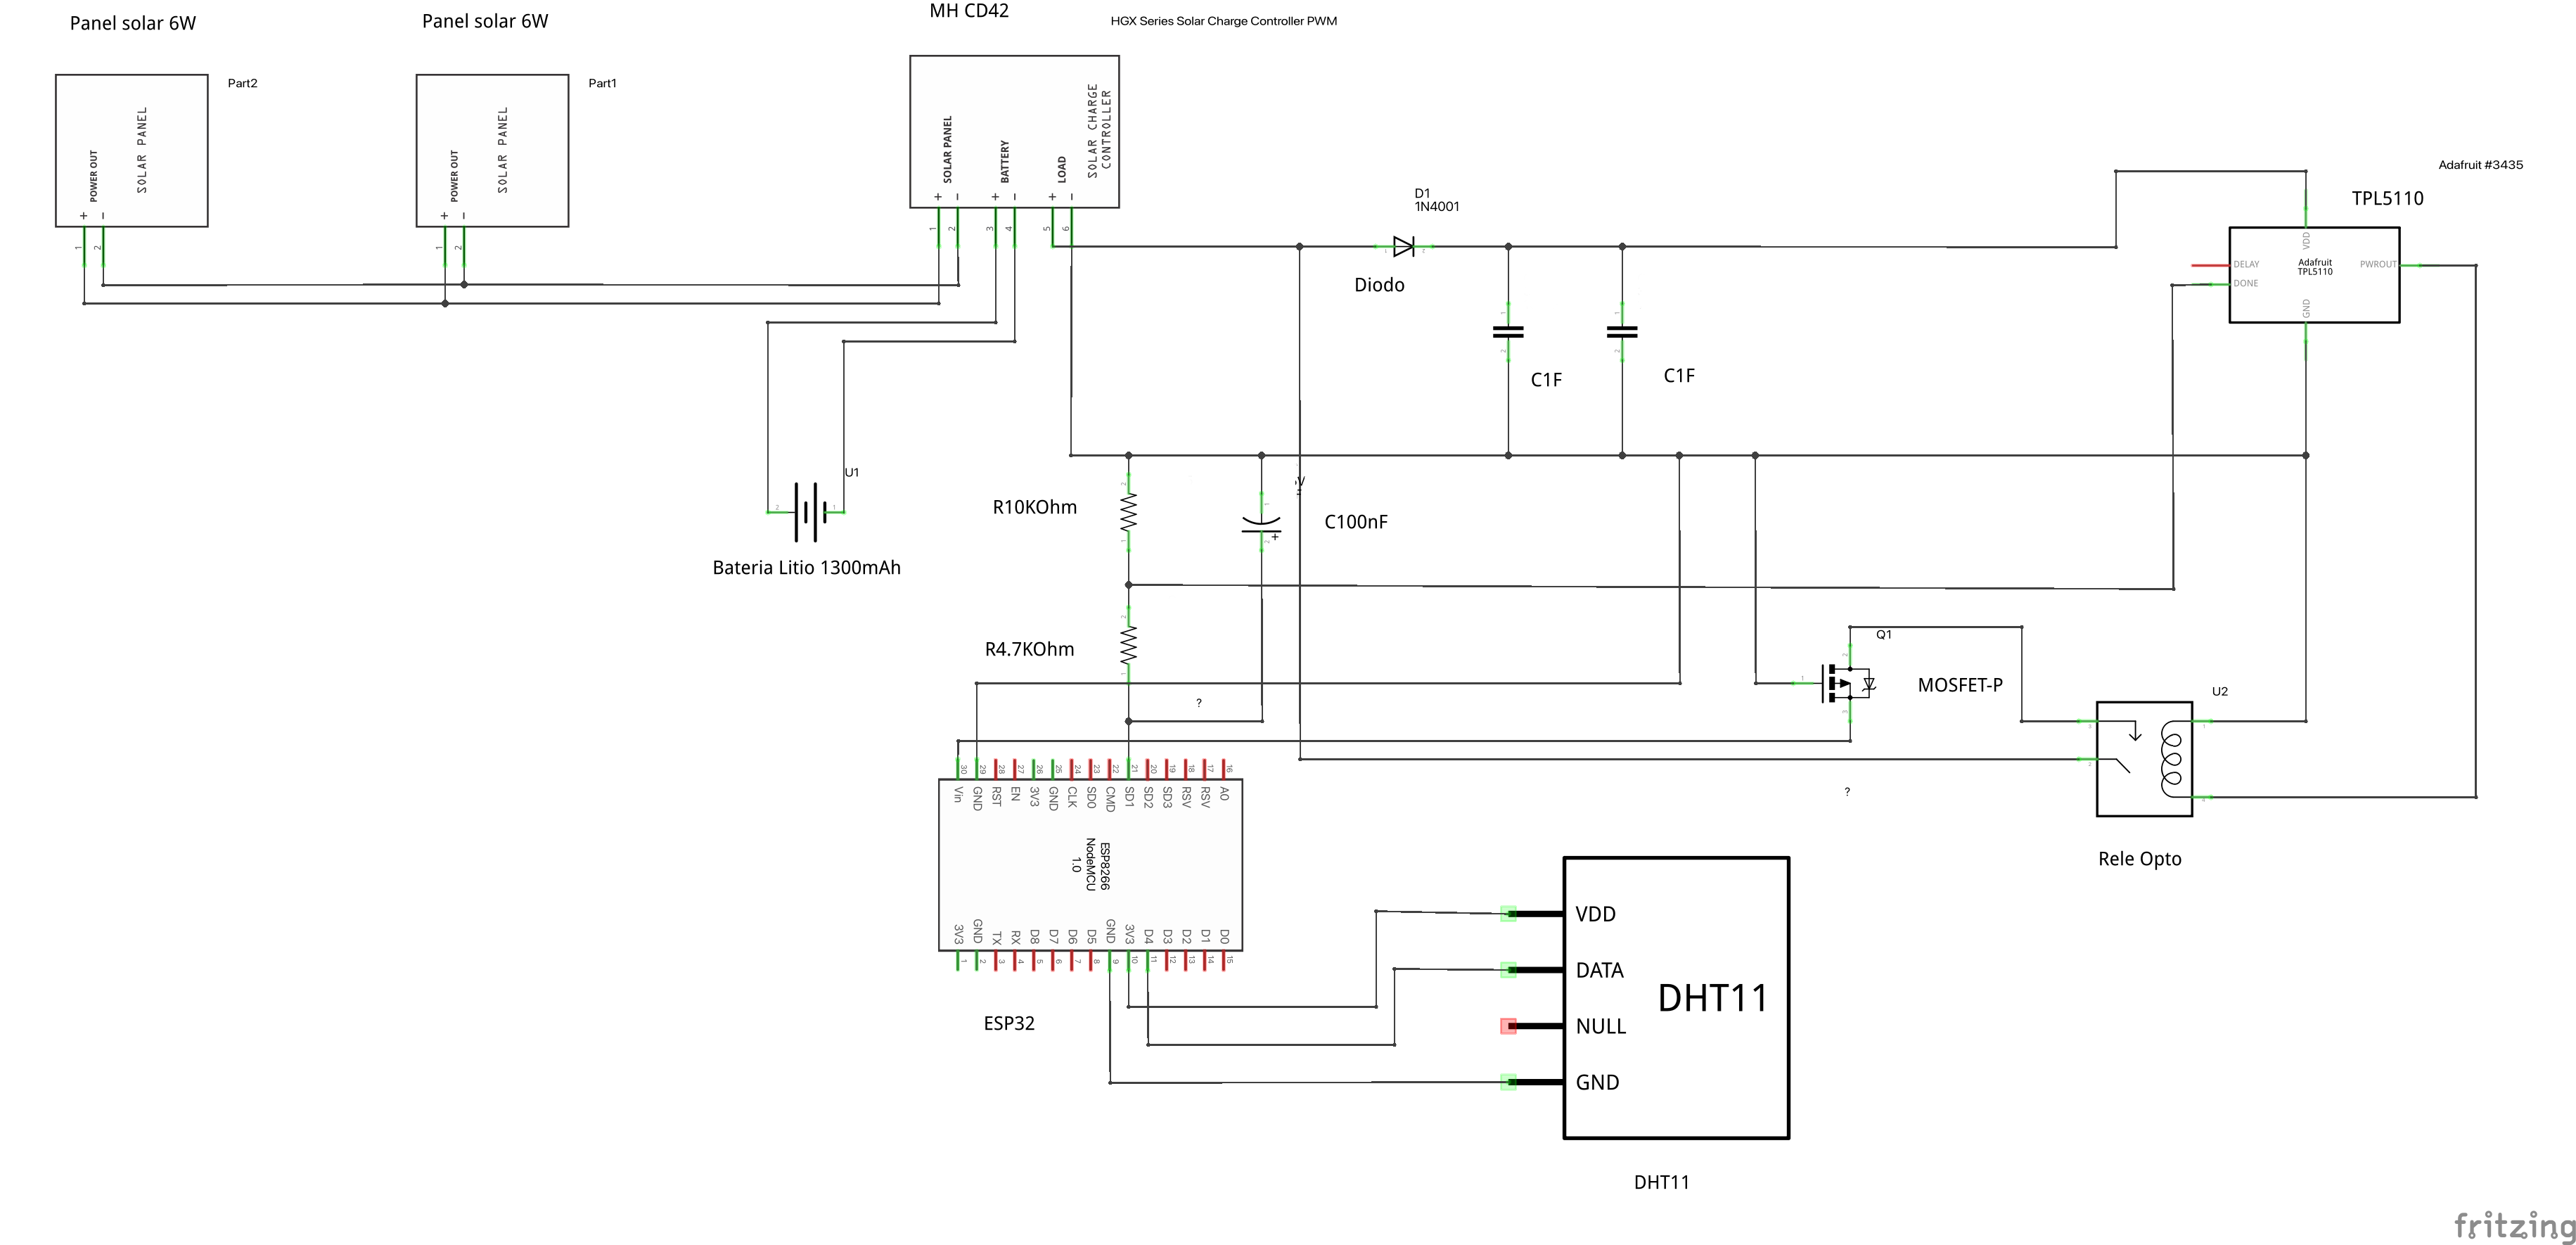 Panel solar 6W
Panel solar 6W
MH CD42
HGX Series Solar Charge Controller PWM
Part2
SOLAR PANEL
POWER OUT
+ −
1 2
Part1
SOLAR PANEL
POWER OUT
+ −
1 2
SOLAR CHARGE
CONTROLLER
SOLAR PANEL
BATTERY
LOAD
+ − + − + −
1 2 3 4 5 6
D1
1N4001
Diodo
C1F
C1F
Adafruit #3435
TPL5110
VDD
DELAY
DONE
Adafruit
TPL5110
PWROUT
GND
U1
2 1
Bateria Litio 1300mAh
R10KOhm
C100nF
+
R4.7KOhm
?
Q1
MOSFET-P
U2
Rele Opto
?
30 29 28 27 26 25 24 23 22 21 20 19 18 17 16
Vin GND RST EN 3V3 GND CLK SD0 CMD SD1 SD2 SD3 RSV RSV A0
ESP8266
NodeMCU
1.0
3V3 GND TX RX D8 D7 D6 D5 GND 3V3 D4 D3 D2 D1 D0
1 2 3 4 5 6 7 8 9 10 11 12 13 14 15
ESP32
VDD
DATA
NULL
GND
DHT11
DHT11
fritzing